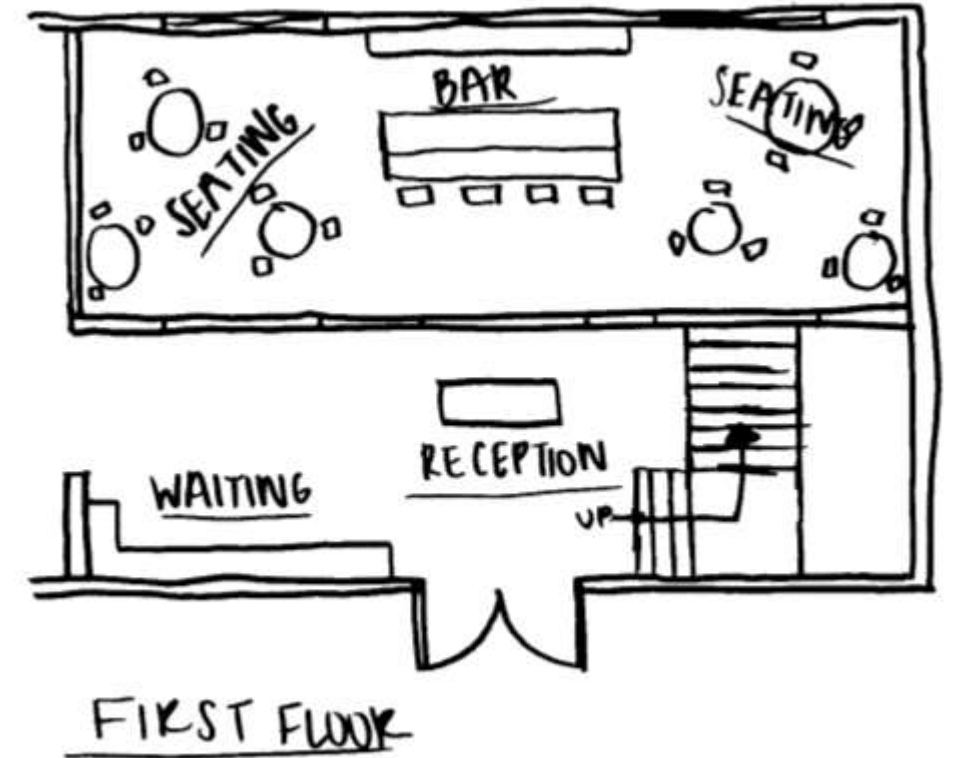 BAR
SEATING
SEATING
RECEPTION
WAITING
UP
FIRST FLOOR